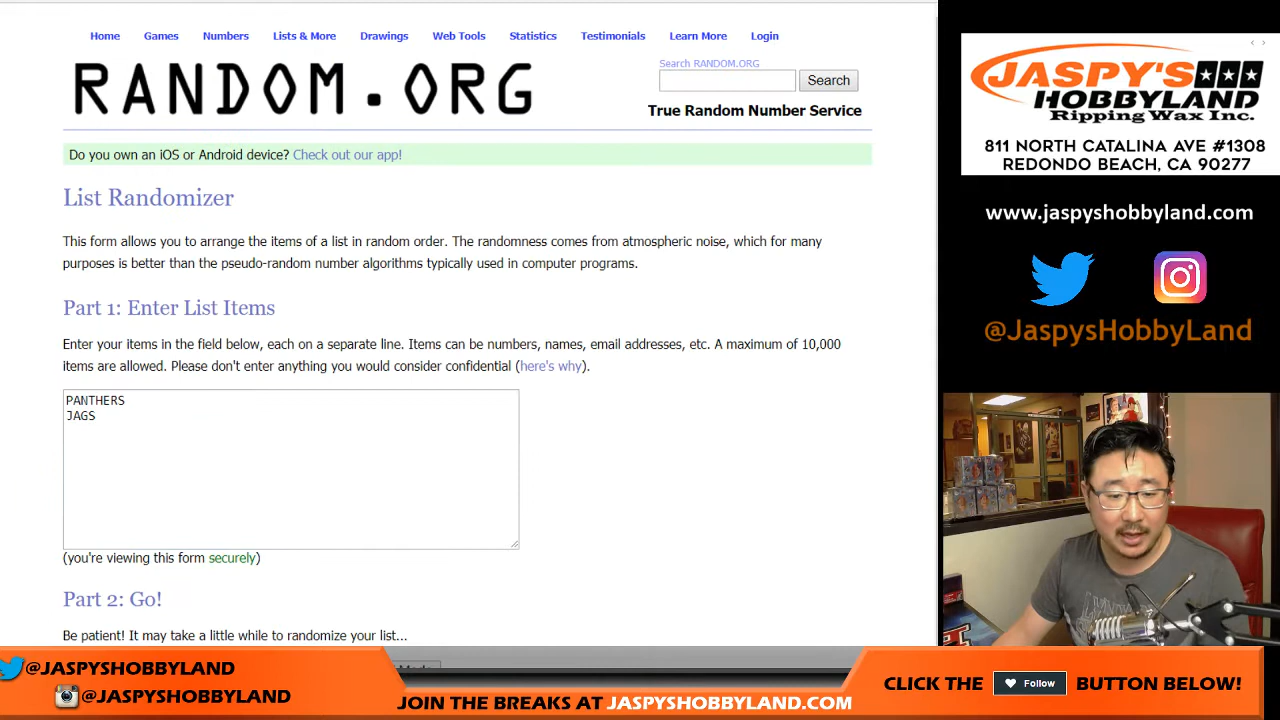 Home Games Numbers Lists & More Drawings Web Tools Statistics Testimonials Learn More Login
RANDOM.ORG
Search RANDOM.ORG
Search
True Random Number Service
Do you own an iOS or Android device? Check out our app!
List Randomizer
This form allows you to arrange the items of a list in random order. The randomness comes from atmospheric noise, which for many
purposes is better than the pseudo-random number algorithms typically used in computer programs.
Part 1: Enter List Items
Enter your items in the field below, each on a separate line. Items can be numbers, names, email addresses, etc. A maximum of 10,000
items are allowed. Please don't enter anything you would consider confidential (here's why).
PANTHERS
JAGS
(you're viewing this form securely)
Part 2: Go!
Be patient! It may take a little while to randomize your list...
JASPY'S
HOBBYLAND
Ripping Wax Inc.
811 NORTH CATALINA AVE #1308
REDONDO BEACH, CA 90277
www.jaspyshobbyland.com
@JaspysHobbyLand
@JASPYSHOBBYLAND
@JASPYSHOBBYLAND
JOIN THE BREAKS AT JASPYSHOBBYLAND.COM
CLICK THE Follow BUTTON BELOW!